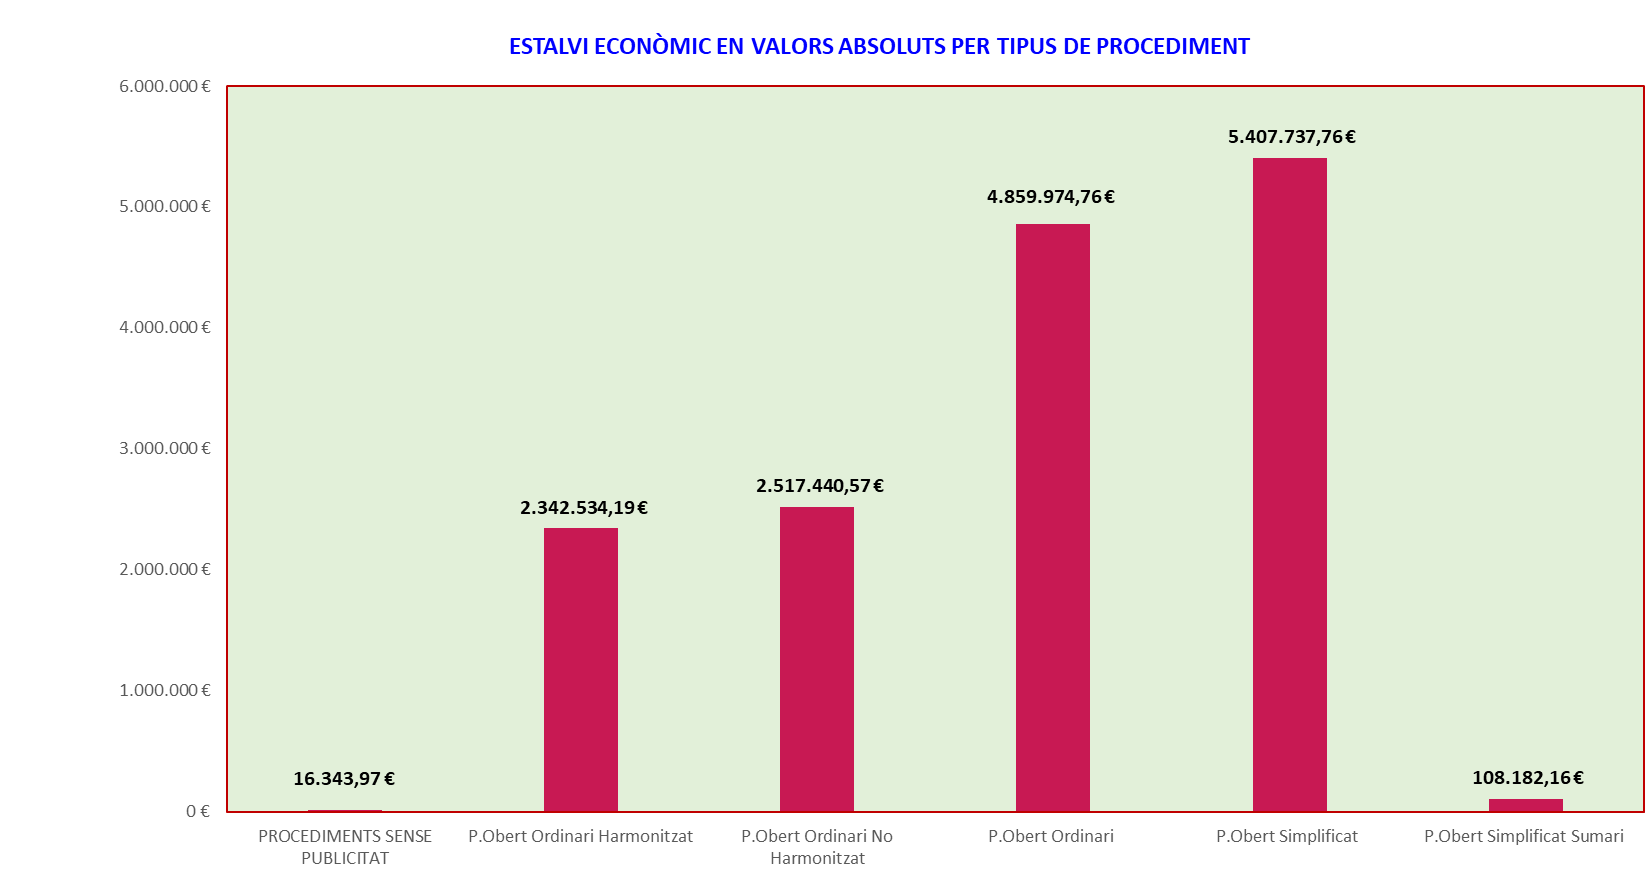 ESTALVI ECONÒMIC EN VALORS ABSOLUTS PER TIPUS DE PROCEDIMENT
6.000.000 €
5.000.000 €
4.000.000 €
3.000.000 €
2.000.000 €
1.000.000 €
0 €
16.343,97 €
2.342.534,19 €
2.517.440,57 €
4.859.974,76 €
5.407.737,76 €
108.182,16 €
PROCEDIMENTS SENSE
PUBLICITAT
P.Obert Ordinari Harmonitzat
P.Obert Ordinari No
Harmonitzat
P.Obert Ordinari
P.Obert Simplificat
P.Obert Simplificat Sumari